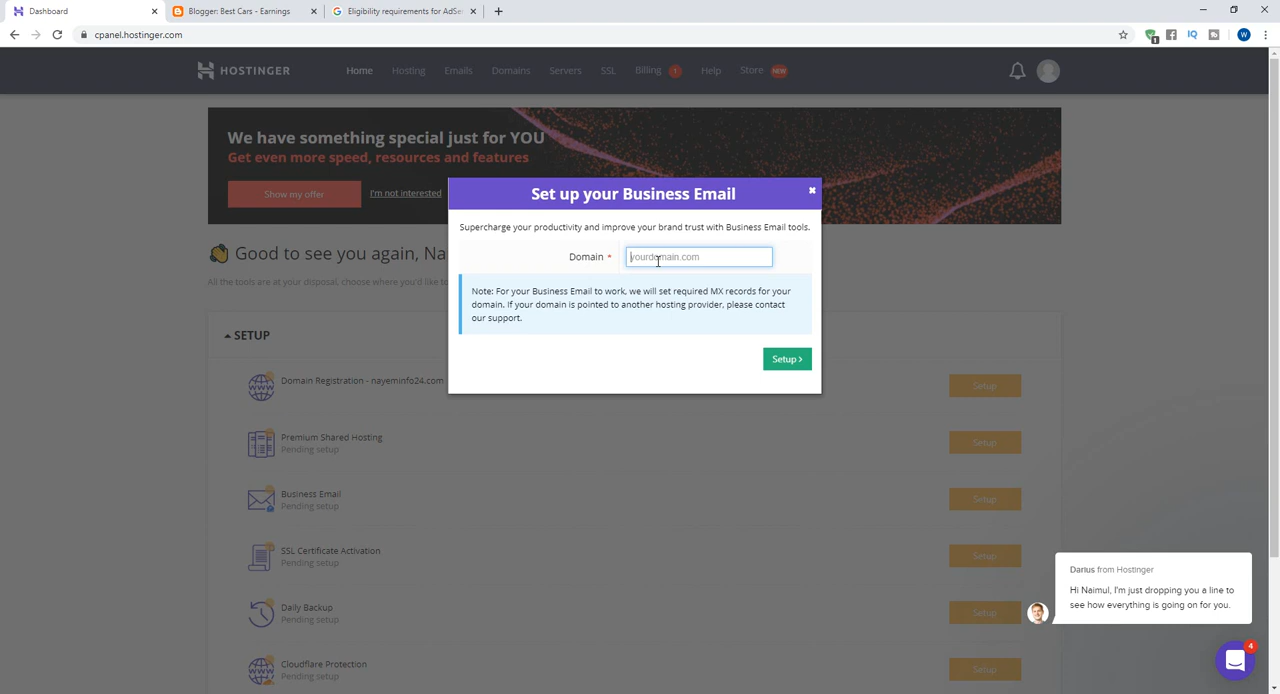 Dashboard
Blogger: Best Cars - Earnings
Eligibility requirements for AdSe
cpanel.hostinger.com
1
IQ
W
HOSTINGER
Home
Hosting
Emails
Domains
Servers
SSL
Billing
1
Help
Store
NEW
We have something special just for YOU
Get even more speed, resources and features
Show my offer
I'm not interested
Set up your Business Email
Supercharge your productivity and improve your brand trust with Business Email tools.
Domain *
yourdomain.com
Note: For your Business Email to work, we will set required MX records for your
domain. If your domain is pointed to another hosting provider, please contact
our support.
Setup >
Good to see you again, Na
All the tools are at your disposal, choose where you'd like to
SETUP
Domain Registration - nayeminfo24.com
Setup
Premium Shared Hosting
Pending setup
Setup
Business Email
Pending setup
Setup
SSL Certificate Activation
Pending setup
Setup
Daily Backup
Pending setup
Setup
Cloudflare Protection
Pending setup
Setup
Darius from Hostinger
Hi Naimul, I'm just dropping you a line to
see how everything is going on for you.
4